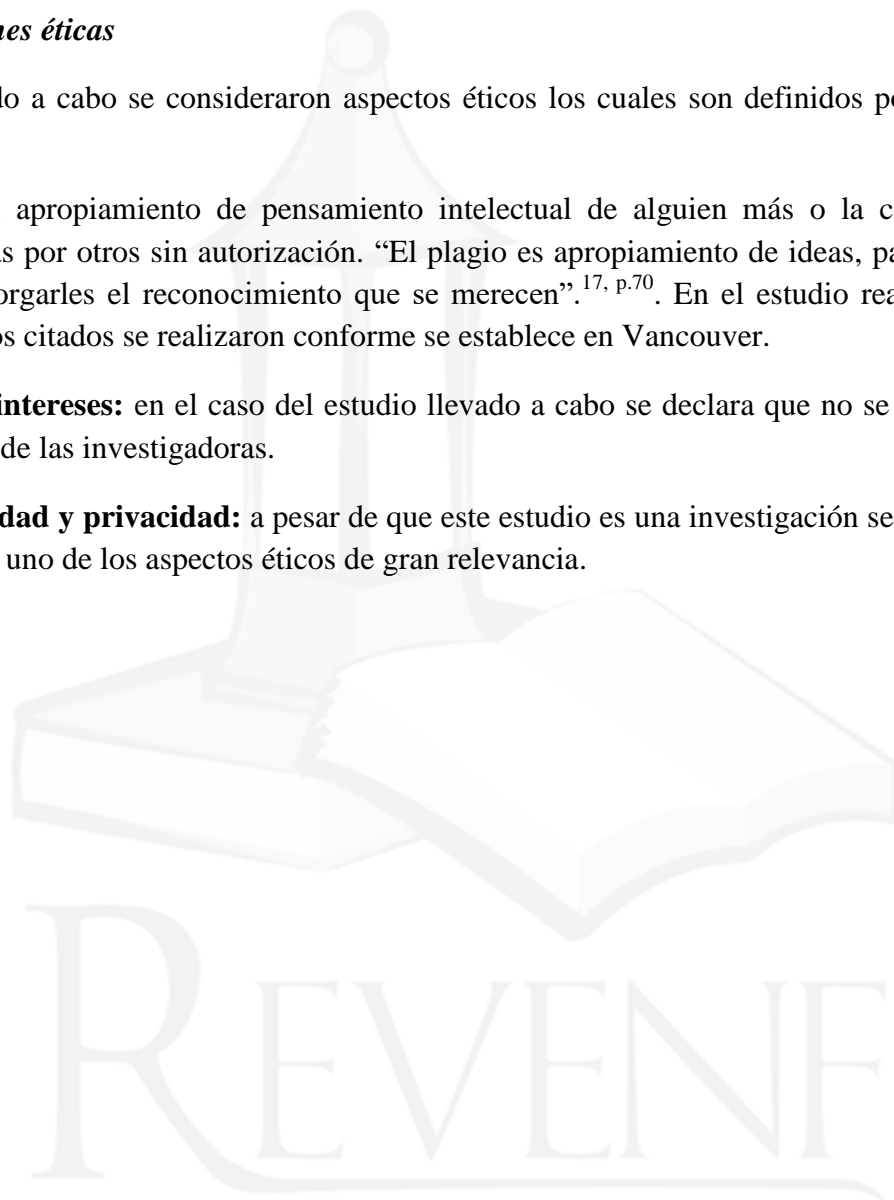 nes éticas
do a cabo se consideraron aspectos éticos los cuales son definidos po
apropiamiento de pensamiento intelectual de alguien más o la c
as por otros sin autorización. “El plagio es apropiamiento de ideas, pa
orgarles el reconocimiento que se merecen”.17, p.70. En el estudio rea
os citados se realizaron conforme se establece en Vancouver.
intereses: en el caso del estudio llevado a cabo se declara que no se
de las investigadoras.
dad y privacidad: a pesar de que este estudio es una investigación se
uno de los aspectos éticos de gran relevancia.
REVENF